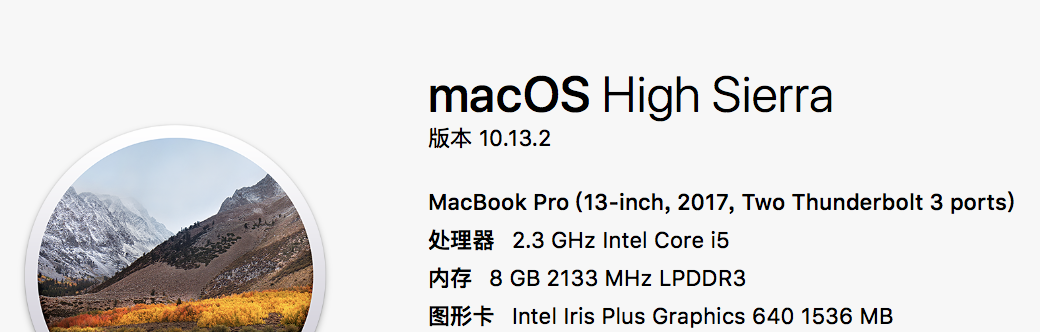 macOS High Sierra
版本 10.13.2
MacBook Pro (13-inch, 2017, Two Thunderbolt 3 ports)
处理器 2.3 GHz Intel Core i5
内存 8 GB 2133 MHz LPDDR3
图形卡 Intel Iris Plus Graphics 640 1536 MB